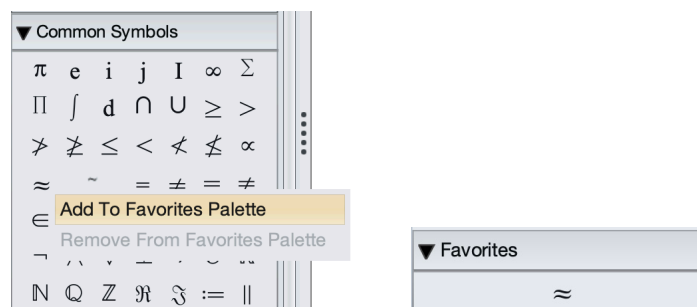 Common Symbols
π e i j I ∞ Σ
Π ∫ d ∩ ∪ ≥ >
≯ ≱ ≤ < ≮ ≰ ∝
≈ ~ = ≠ = ≠
∈
Add To Favorites Palette
Remove From Favorites Palette
ℕ ℚ ℤ ℜ ℑ := ||
Favorites
≈